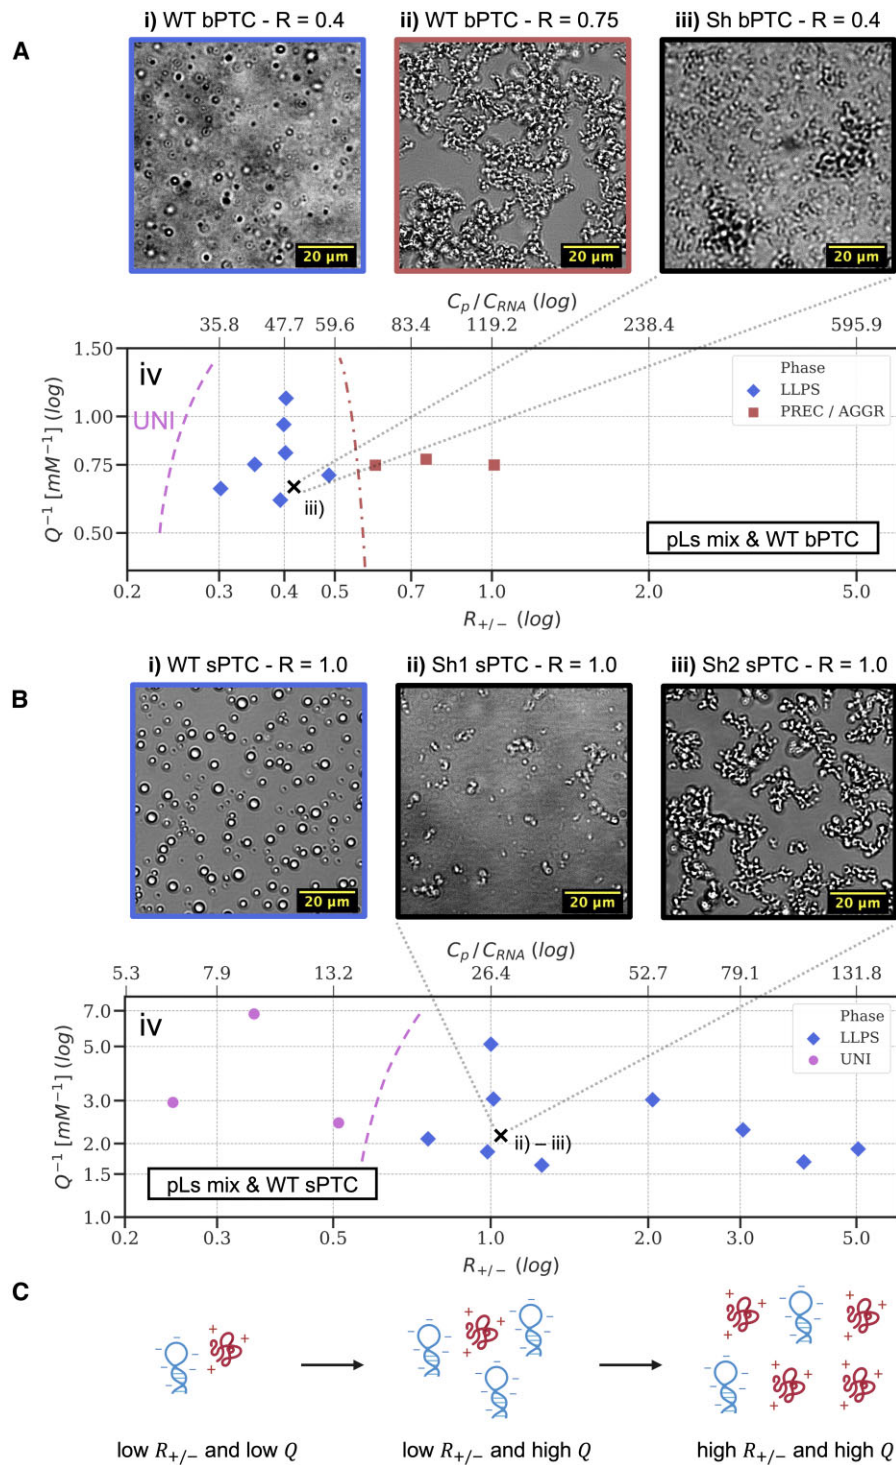 A
i) WT bPTC - R = 0.4
ii) WT bPTC - R = 0.75
iii) Sh bPTC - R = 0.4
20 µm
20 µm
20 µm
C_p / C_RNA (log)
35.8 47.7 59.6 83.4 119.2 238.4 595.9
iv
UNI
Phase
LLPS
PREC / AGGR
1.50
1.00
0.75
0.50
Q⁻¹ [mM⁻¹] (log)
iii)
pLs mix & WT bPTC
0.2 0.3 0.4 0.5 0.7 1.0 2.0 5.0
R_+/− (log)
B
i) WT sPTC - R = 1.0
ii) Sh1 sPTC - R = 1.0
iii) Sh2 sPTC - R = 1.0
20 µm
20 µm
20 µm
C_p / C_RNA (log)
5.3 7.9 13.2 26.4 52.7 79.1 131.8
iv
Phase
LLPS
UNI
7.0
5.0
3.0
2.0
1.5
1.0
Q⁻¹ [mM⁻¹] (log)
ii) – iii)
pLs mix & WT sPTC
0.2 0.3 0.5 1.0 2.0 3.0 5.0
R_+/− (log)
C
low R_+/− and low Q
low R_+/− and high Q
high R_+/− and high Q